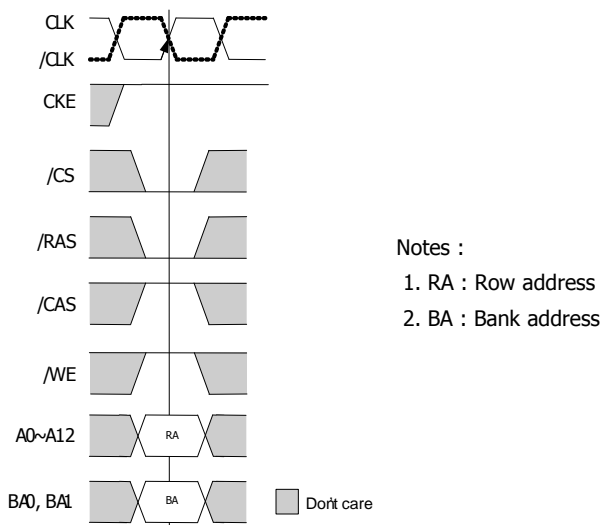 CLK
/CLK
CKE
/CS
/RAS
/CAS
/WE
A0~A12
RA
BA0, BA1
BA
Don't care
Notes :
1. RA : Row address
2. BA : Bank address